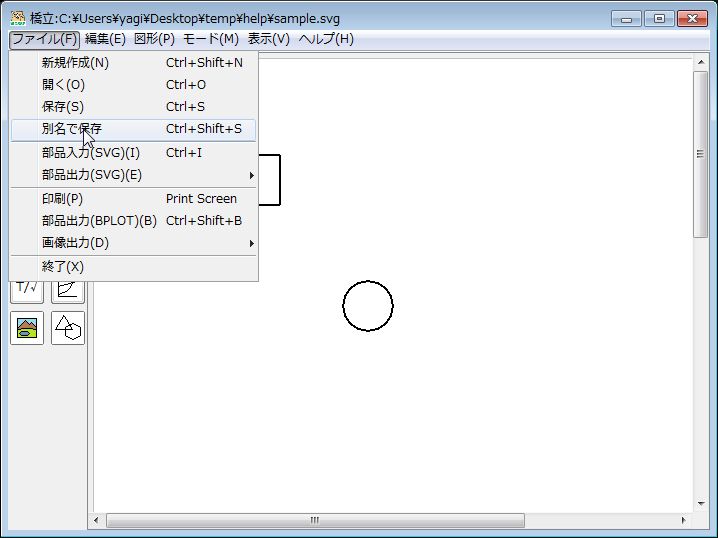 橋立:C:¥Users¥yagi¥Desktop¥temp¥help¥sample.svg
ファイル(F) 編集(E) 図形(P) モード(M) 表示(V) ヘルプ(H)
新規作成(N) Ctrl+Shift+N
開く(O) Ctrl+O
保存(S) Ctrl+S
別名で保存 Ctrl+Shift+S
部品入力(SVG)(I) Ctrl+I
部品出力(SVG)(E)
印刷(P) Print Screen
部品出力(BPLOT)(B) Ctrl+Shift+B
画像出力(D)
終了(X)
T/√